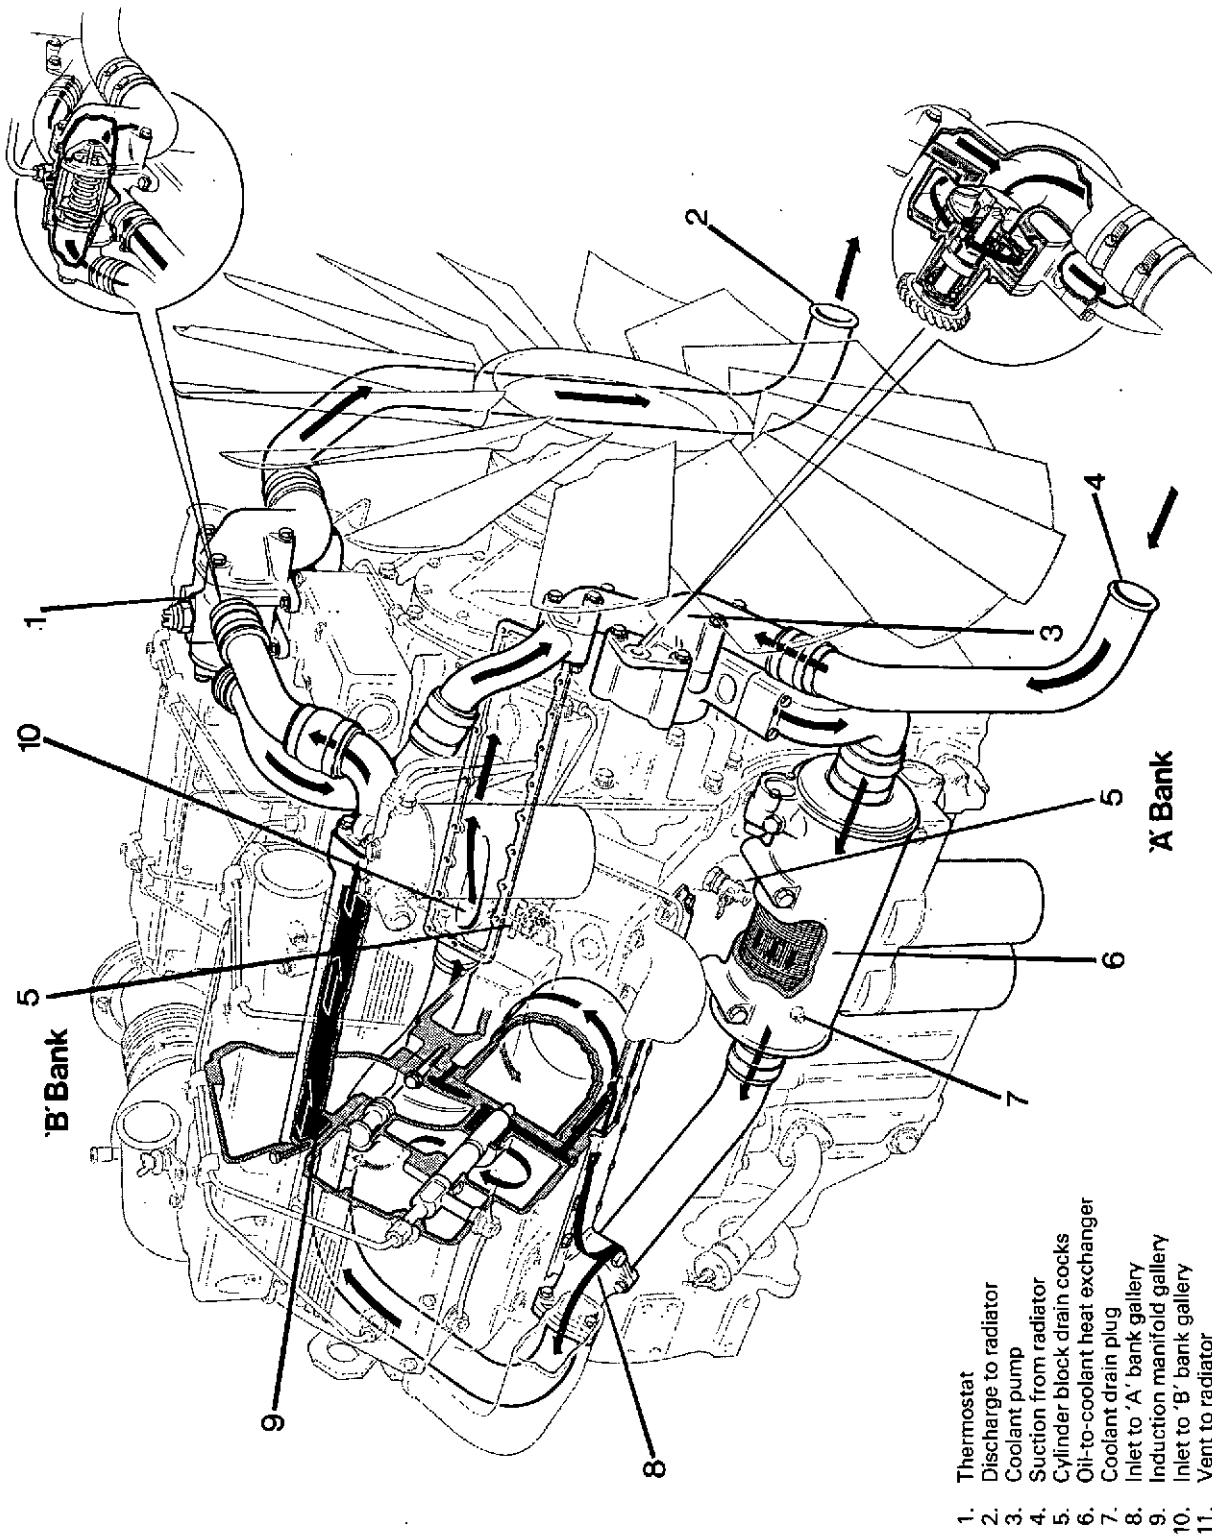 1
2
3
4
5
5
6
7
8
9
10
'B' Bank
'A' Bank
1. Thermostat
2. Discharge to radiator
3. Coolant pump
4. Suction from radiator
5. Cylinder block drain cocks
6. Oil-to-coolant heat exchanger
7. Coolant drain plug
8. Inlet to 'A' bank gallery
9. Induction manifold gallery
10. Inlet to 'B' bank gallery
11. Vent to radiator